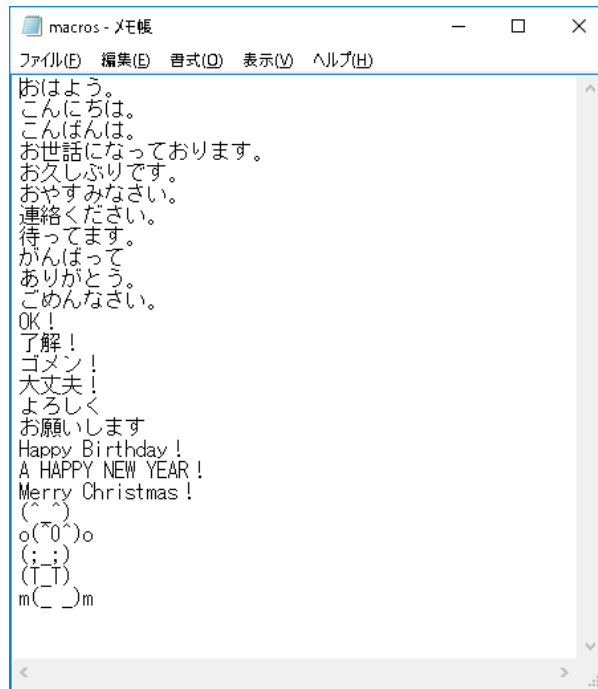 macros - メモ帳
ファイル(F) 編集(E) 書式(O) 表示(V) ヘルプ(H)
おはよう。
こんにちは。
こんばんは。
お世話になっております。
お久しぶりです。
おやすみなさい。
連絡ください。
待ってます。
がんばって
ありがとう。
ごめんなさい。
OK！
了解！
ゴメン！
大丈夫！
よろしく
お願いします
Happy Birthday！
A HAPPY NEW YEAR！
Merry Christmas！
(^_^)
o(^0^)o
(;_;)
(T_T)
m(_ _)m